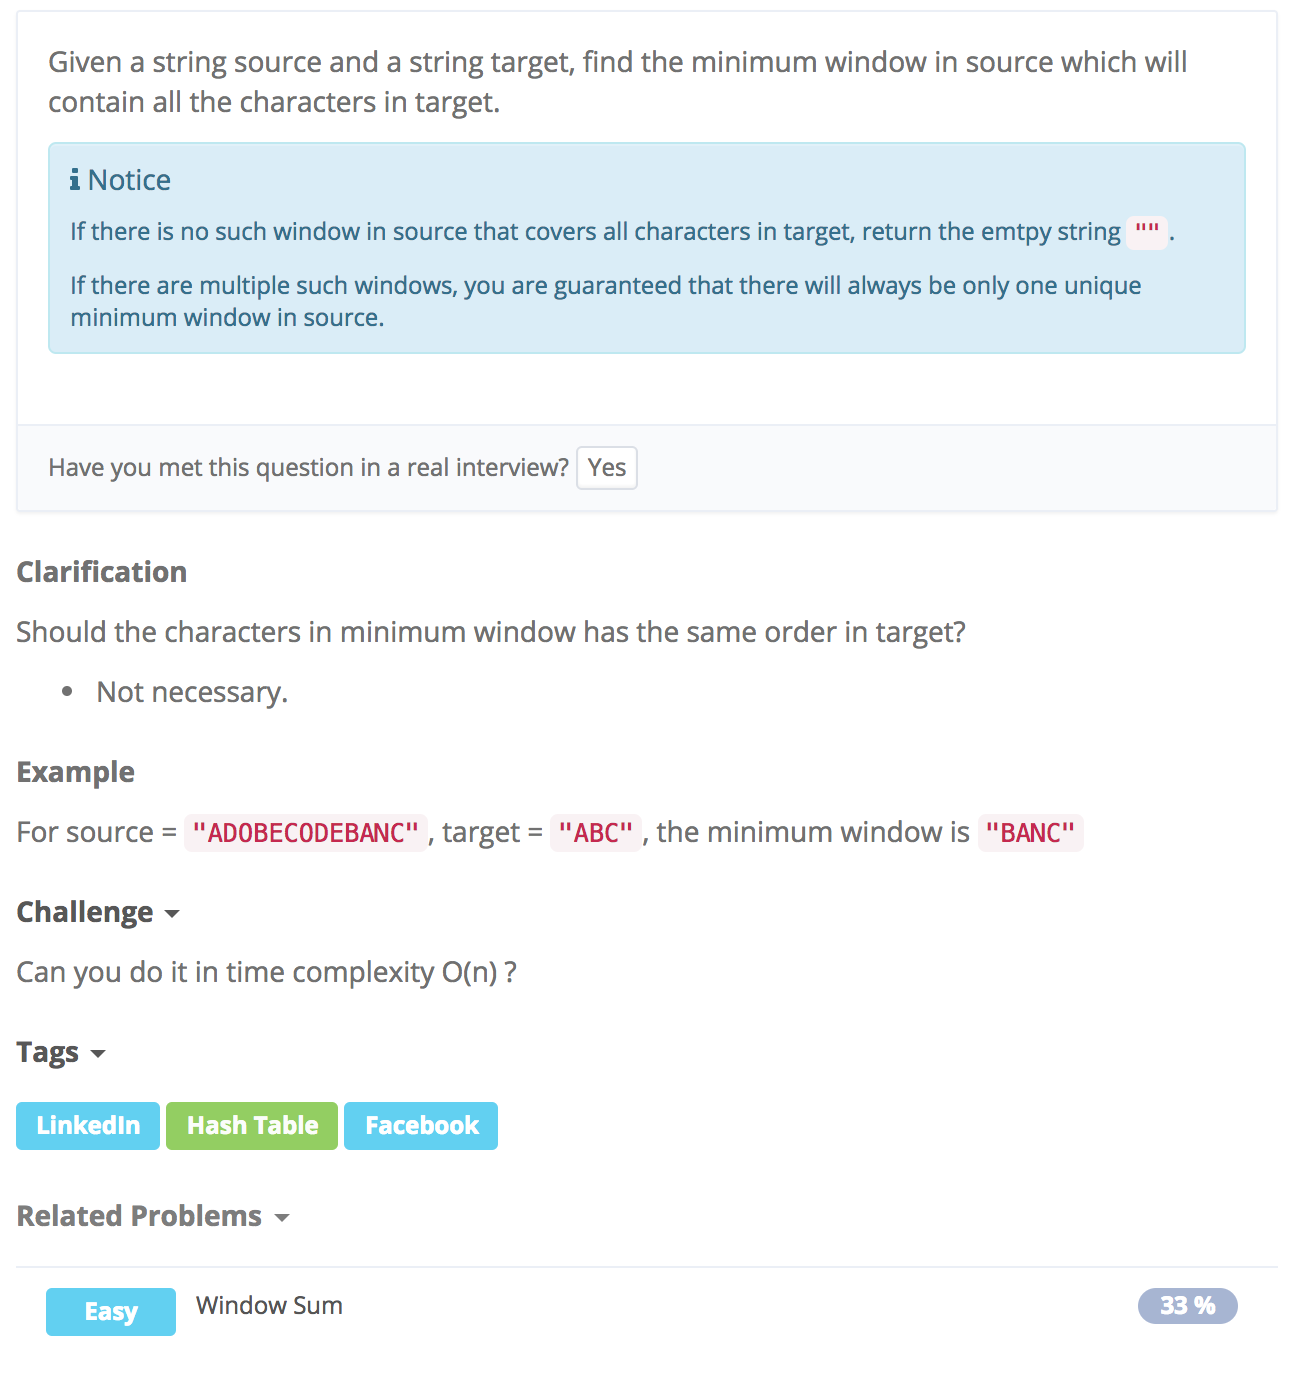 Given a string source and a string target, find the minimum window in source which will
contain all the characters in target.
Notice
If there is no such window in source that covers all characters in target, return the emtpy string "".
If there are multiple such windows, you are guaranteed that there will always be only one unique
minimum window in source.
Have you met this question in a real interview? Yes
Clarification
Should the characters in minimum window has the same order in target?
• Not necessary.
Example
For source = "ADOBECODEBANC", target = "ABC", the minimum window is "BANC"
Challenge
Can you do it in time complexity O(n) ?
Tags
LinkedIn Hash Table Facebook
Related Problems
Easy Window Sum 33 %